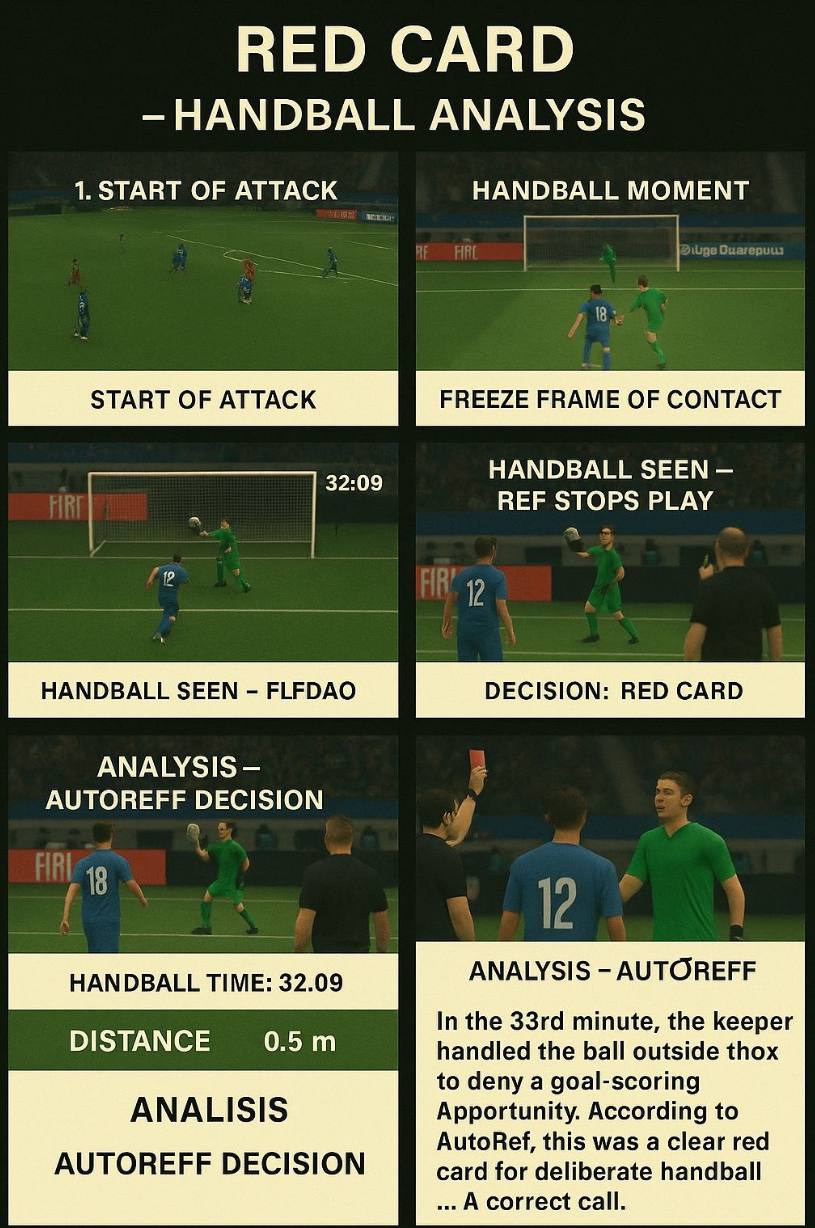 RED CARD
–HANDBALL ANALYSIS
1. START OF ATTACK
START OF ATTACK
HANDBALL MOMENT
FIRE
18
FREEZE FRAME OF CONTACT
32:09
FIRF
12
HANDBALL SEEN – FLFDAO
HANDBALL SEEN –
REF STOPS PLAY
FIRI
12
DECISION: RED CARD
ANALYSIS –
AUTOREFF DECISION
FIRI
18
HANDBALL TIME: 32.09
DISTANCE 0.5 m
ANALISIS
AUTOREFF DECISION
12
ANALYSIS – AUTOREFF
In the 33rd minute, the keeper
handled the ball outside thox
to deny a goal-scoring
Apportunity. According to
AutoRef, this was a clear red
card for deliberate handball
... A correct call.